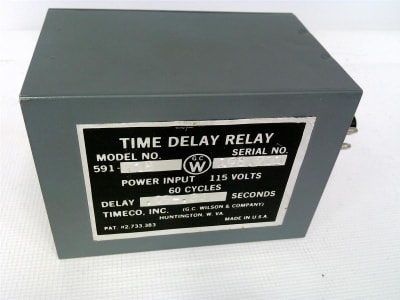 TIME DELAY RELAY
MODEL NO. G.C. SERIAL NO.
591- W
POWER INPUT 115 VOLTS
60 CYCLES
DELAY SECONDS
TIMECO, INC. (G.C. WILSON & COMPANY)
HUNTINGTON, W. VA.
PAT. #2,733,383 MADE IN U.S.A.